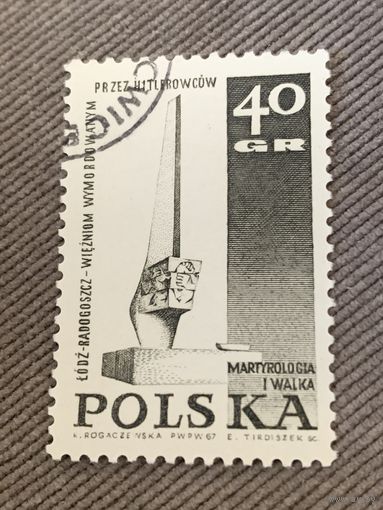 ŁÓDŹ-RADOGOSZCZ-WIĘŹNIOM WYMORDOWANYM
PRZEZ HITLEROWCÓW
40
GR
MARTYROLOGIA
I WALKA
POLSKA
K. ROGACZEWSKA PWPW 67 E. TIRDISZEK SC.